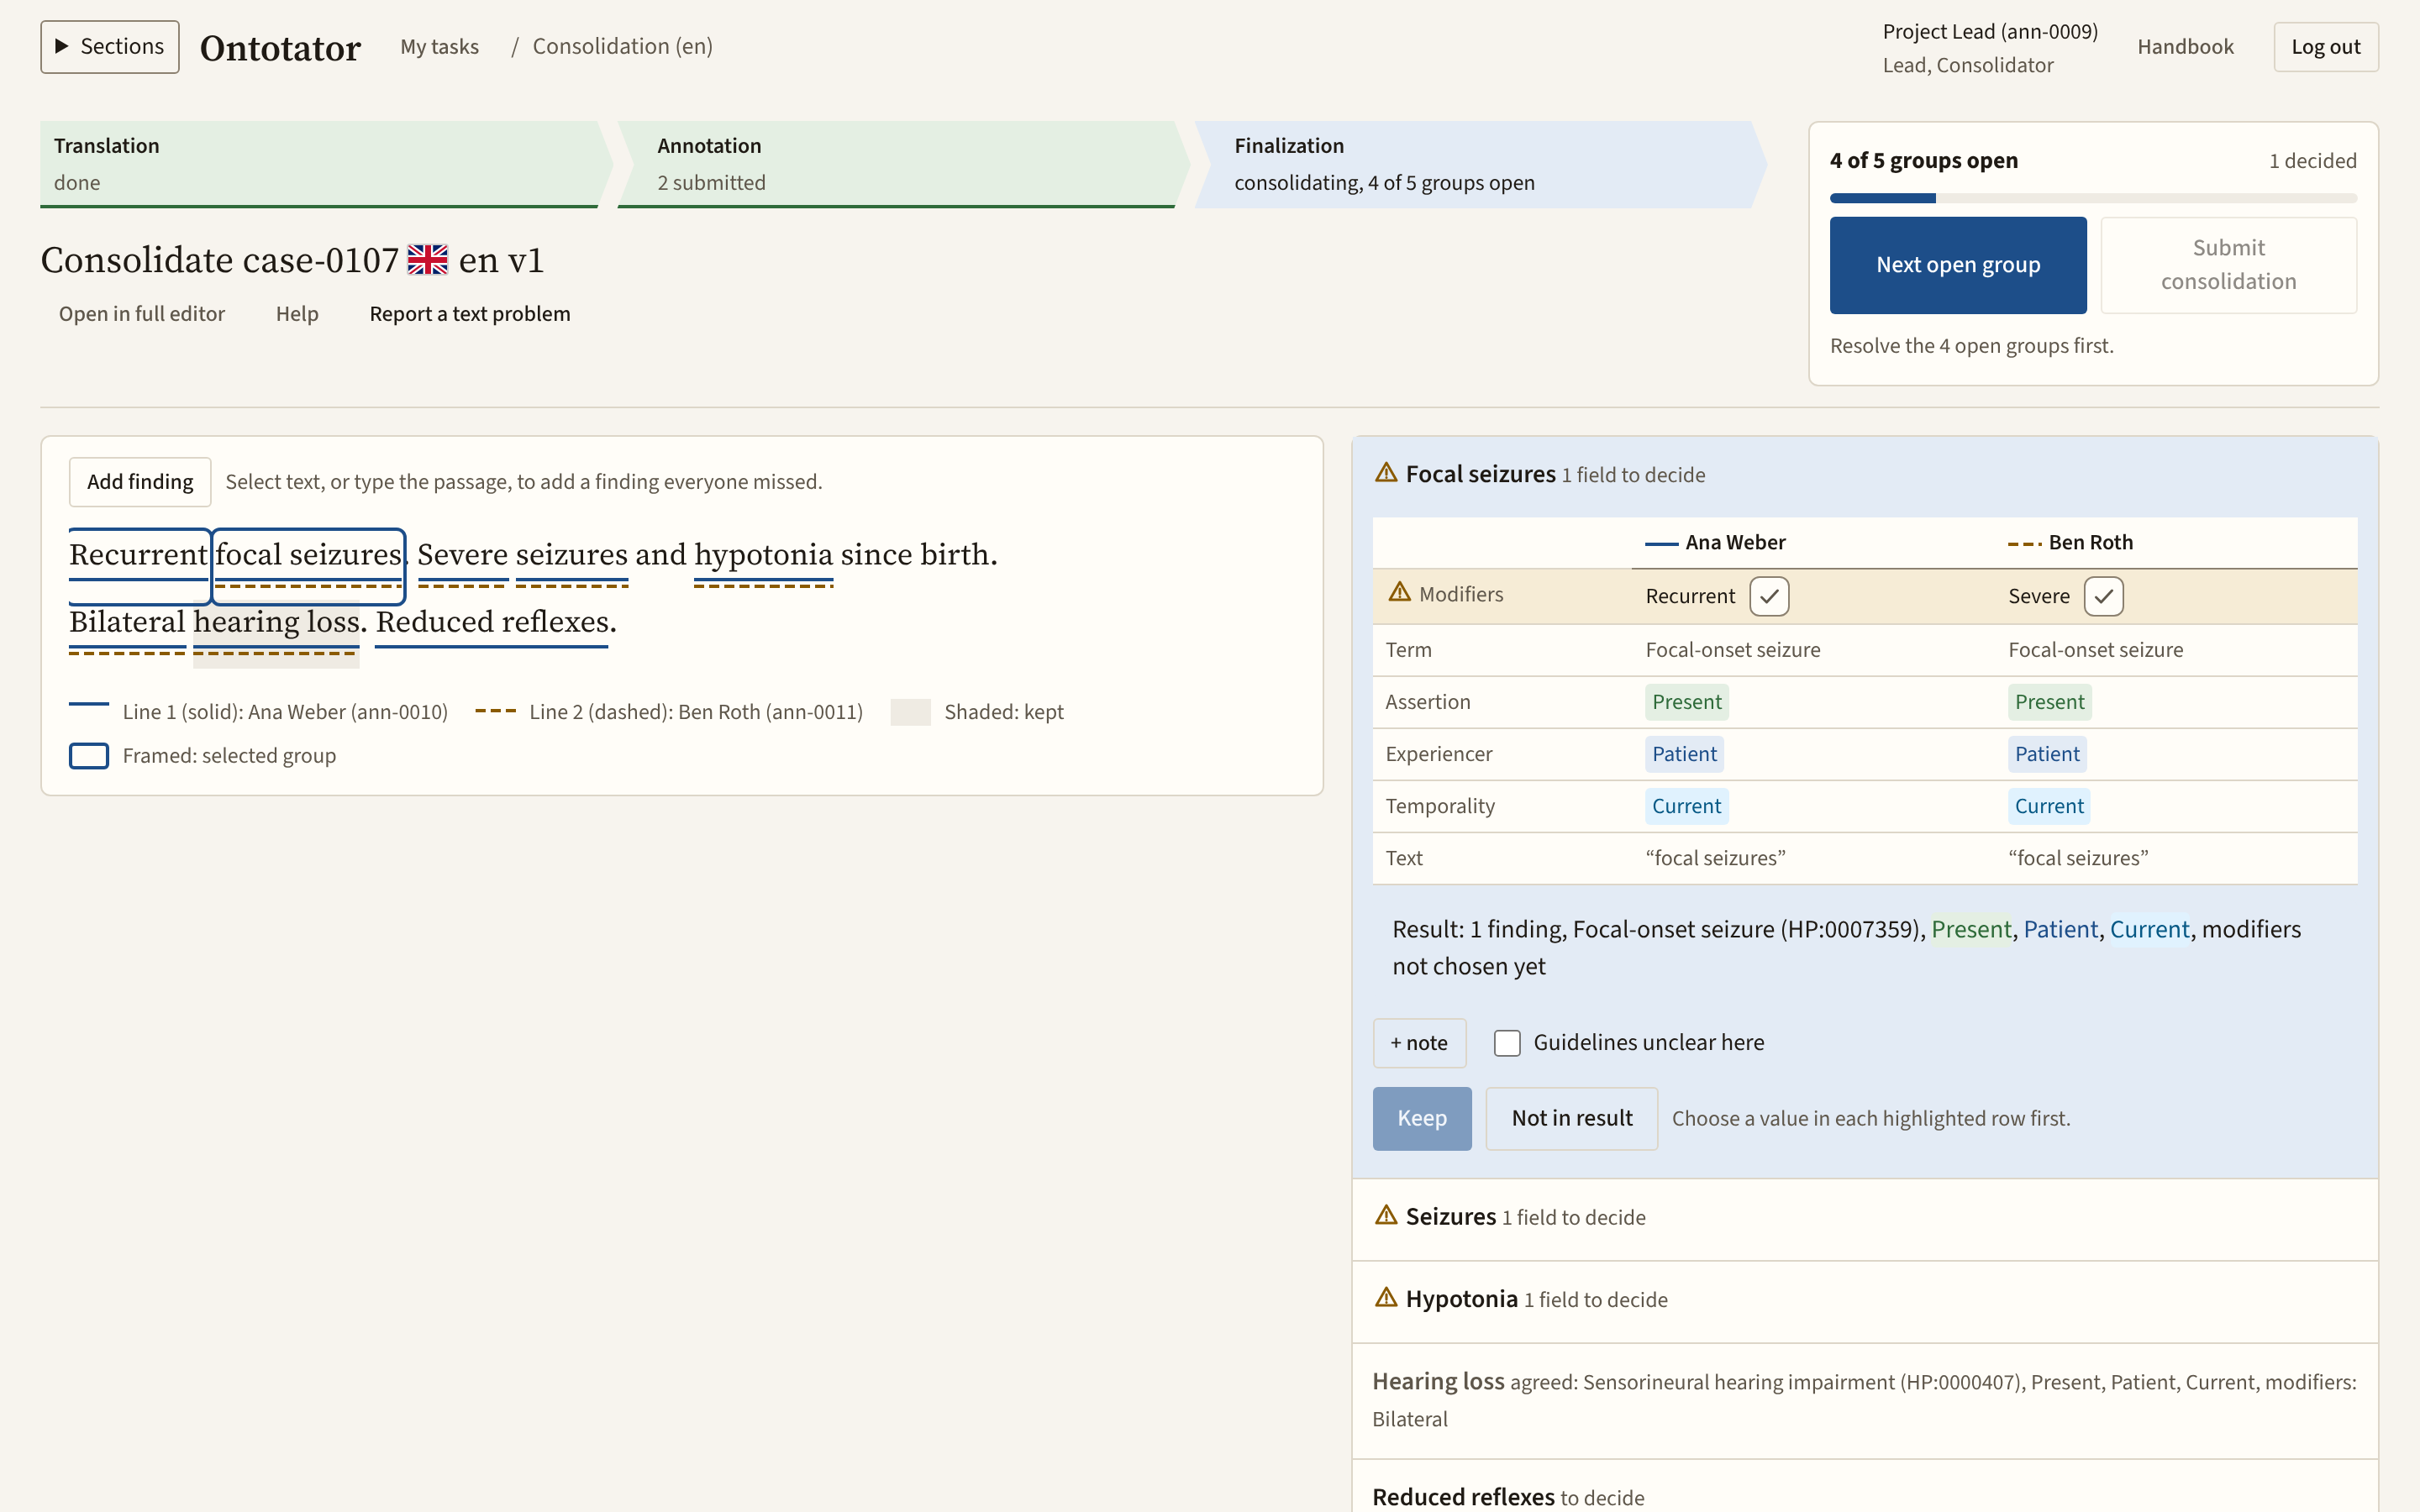 ▶ Sections Ontotator My tasks / Consolidation (en)
Project Lead (ann-0009)
Lead, Consolidator
Handbook
Log out
Translation
done
Annotation
2 submitted
Finalization
consolidating, 4 of 5 groups open
4 of 5 groups open 1 decided
Next open group
Submit
consolidation
Resolve the 4 open groups first.
Consolidate case-0107 en v1
Open in full editor Help Report a text problem
Add finding Select text, or type the passage, to add a finding everyone missed.
Recurrent focal seizures. Severe seizures and hypotonia since birth.
Bilateral hearing loss. Reduced reflexes.
Line 1 (solid): Ana Weber (ann-0010) Line 2 (dashed): Ben Roth (ann-0011) Shaded: kept
Framed: selected group
Focal seizures 1 field to decide
Ana Weber Ben Roth
Modifiers Recurrent Severe
Term Focal-onset seizure Focal-onset seizure
Assertion Present Present
Experiencer Patient Patient
Temporality Current Current
Text “focal seizures” “focal seizures”
Result: 1 finding, Focal-onset seizure (HP:0007359), Present, Patient, Current, modifiers
not chosen yet
+ note Guidelines unclear here
Keep Not in result Choose a value in each highlighted row first.
Seizures 1 field to decide
Hypotonia 1 field to decide
Hearing loss agreed: Sensorineural hearing impairment (HP:0000407), Present, Patient, Current, modifiers:
Bilateral
Reduced reflexes to decide